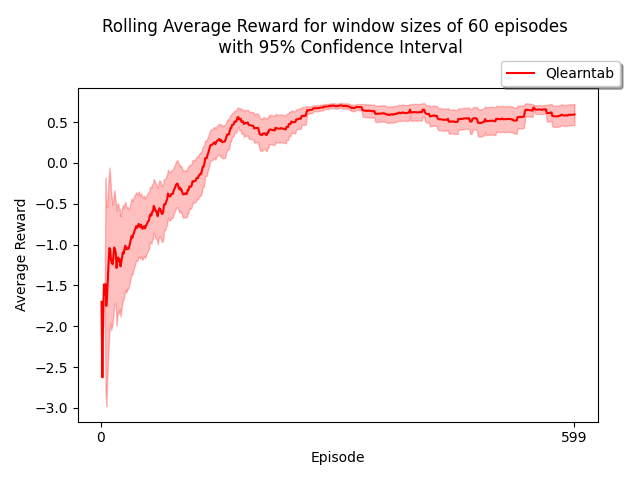 Rolling Average Reward for window sizes of 60 episodes
with 95% Confidence Interval
Qlearntab
0.5
0.0
−0.5
−1.0
−1.5
−2.0
−2.5
−3.0
Average Reward
0
599
Episode